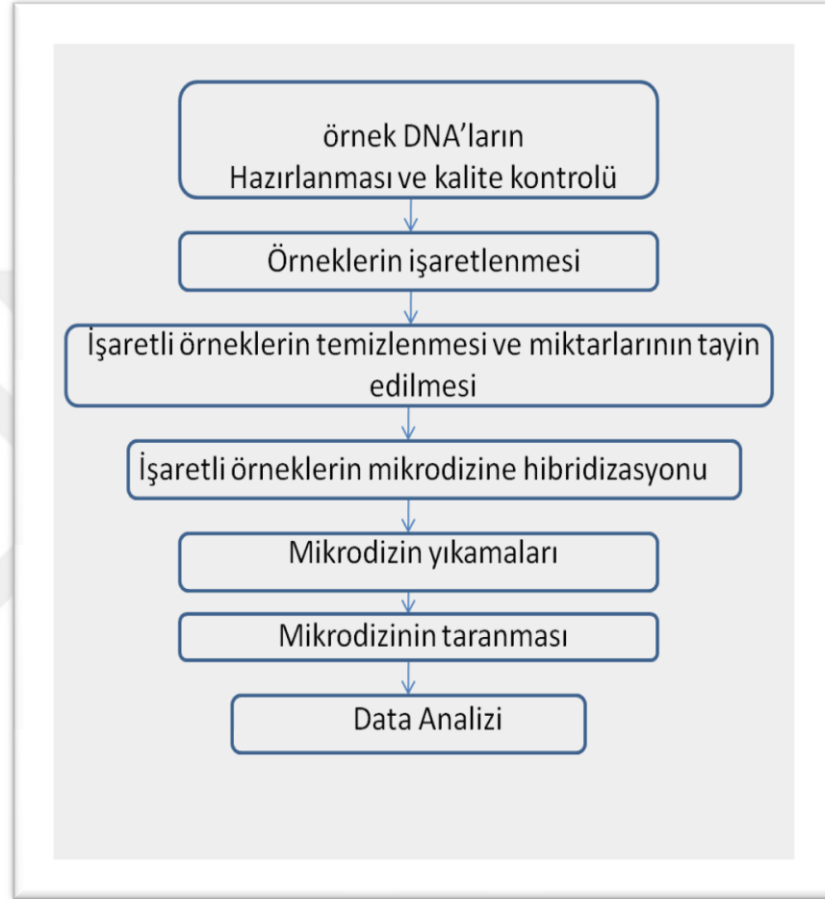 örnek DNA’ların
Hazırlanması ve kalite kontrolü
Örneklerin işaretlenmesi
İşaretli örneklerin temizlenmesi ve miktarlarının tayin
edilmesi
İşaretli örneklerin mikrodizine hibridizasyonu
Mikrodizin yıkamaları
Mikrodizinin taranması
Data Analizi